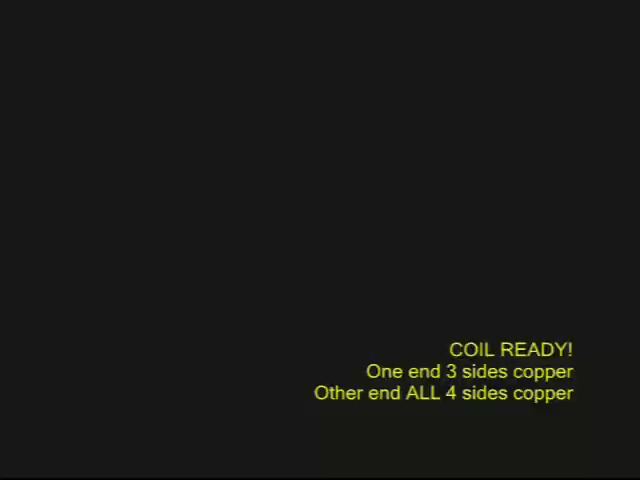 COIL READY!
One end 3 sides copper
Other end ALL 4 sides copper